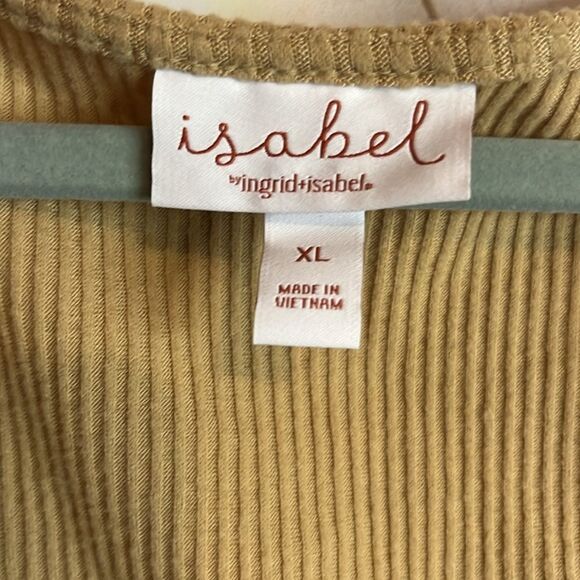 isabel
by ingrid+isabel®
XL
MADE IN
VIETNAM